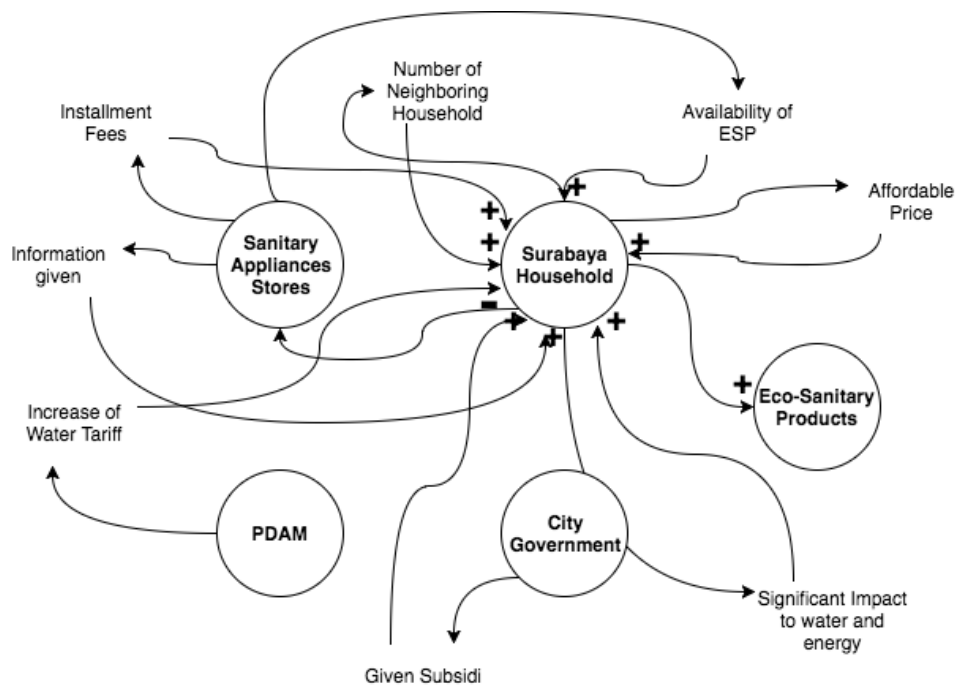 Number of
Neighboring
Household
Installment
Fees
Availability of
ESP
Affordable
Price
Information
given
Sanitary
Appliances
Stores
Surabaya
Household
+
+
+
+
-
+
+
+
+
Increase of
Water Tariff
Eco-Sanitary
Products
PDAM
City
Government
Significant Impact
to water and
energy
Given Subsidi